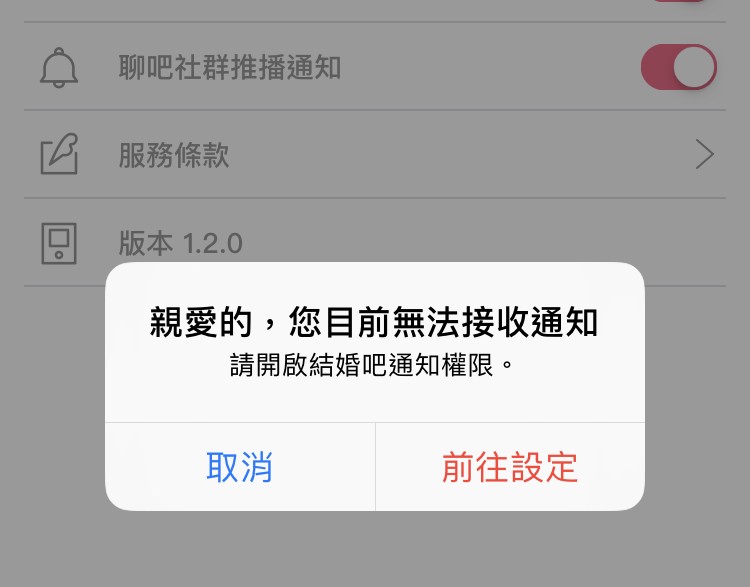 聊吧社群推播通知
服務條款
版本 1.2.0
親愛的，您目前無法接收通知
請開啟結婚吧通知權限。
取消
前往設定